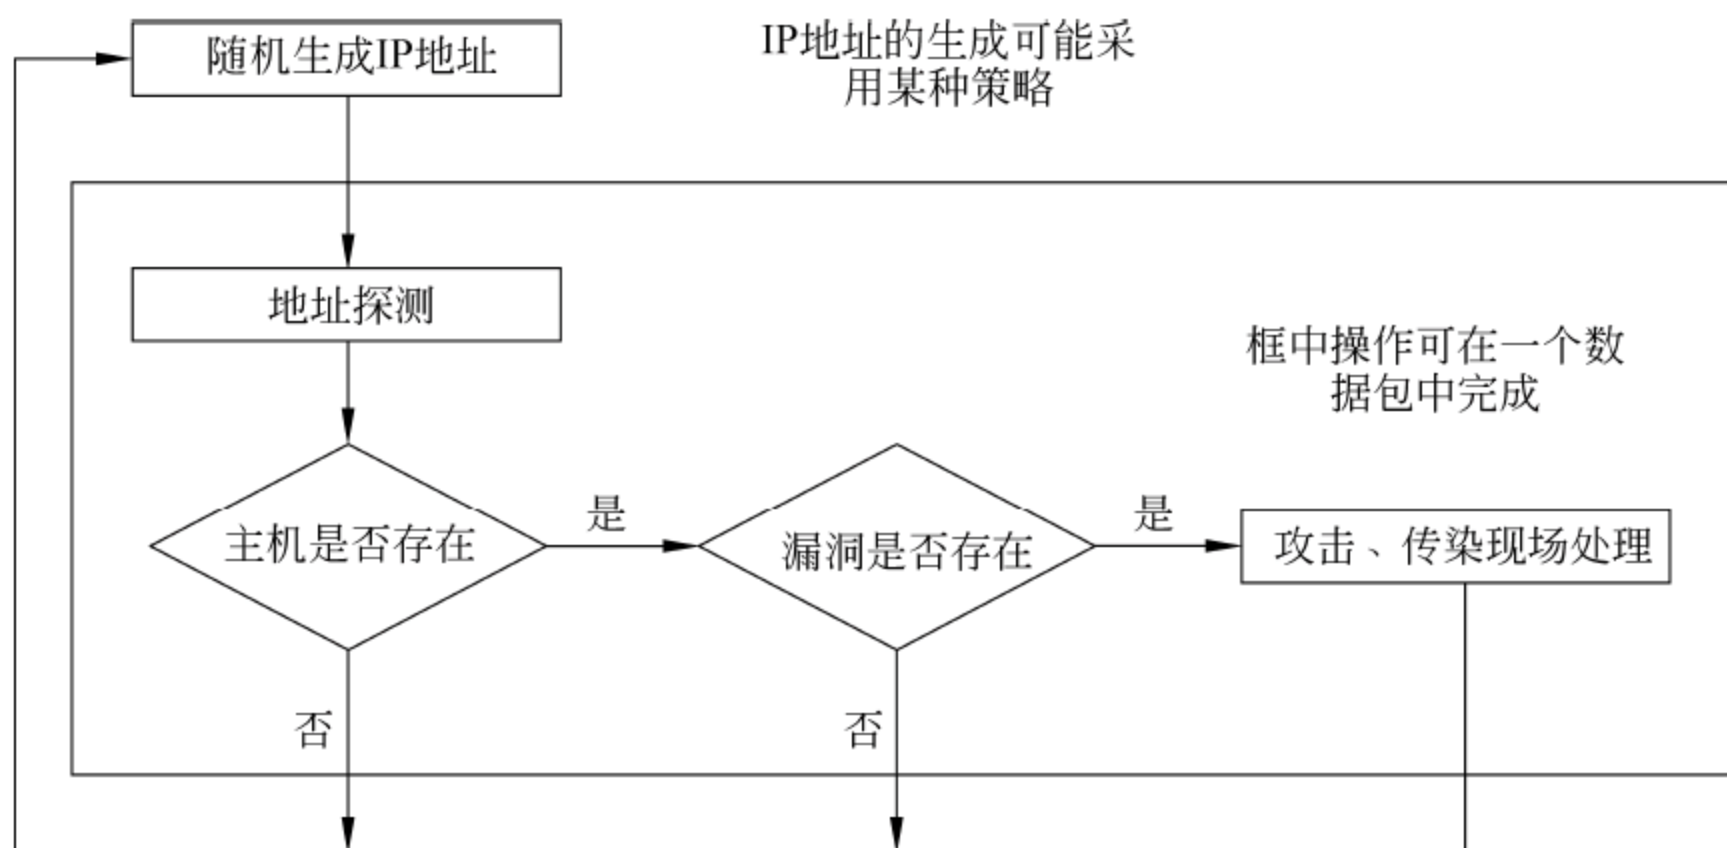 随机生成IP地址
IP地址的生成可能采
用某种策略
地址探测
框中操作可在一个数
据包中完成
主机是否存在
是
漏洞是否存在
是
攻击、传染现场处理
否
否